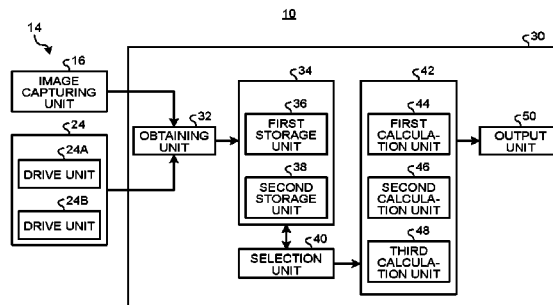 10
14
30
16
IMAGE
CAPTURING
UNIT
24
24A
DRIVE UNIT
24B
DRIVE UNIT
32
OBTAINING
UNIT
34
36
FIRST
STORAGE
UNIT
38
SECOND
STORAGE
UNIT
40
SELECTION
UNIT
42
44
FIRST
CALCULA-
TION UNIT
46
SECOND
CALCULA-
TION UNIT
48
THIRD
CALCULA-
TION UNIT
50
OUTPUT
UNIT